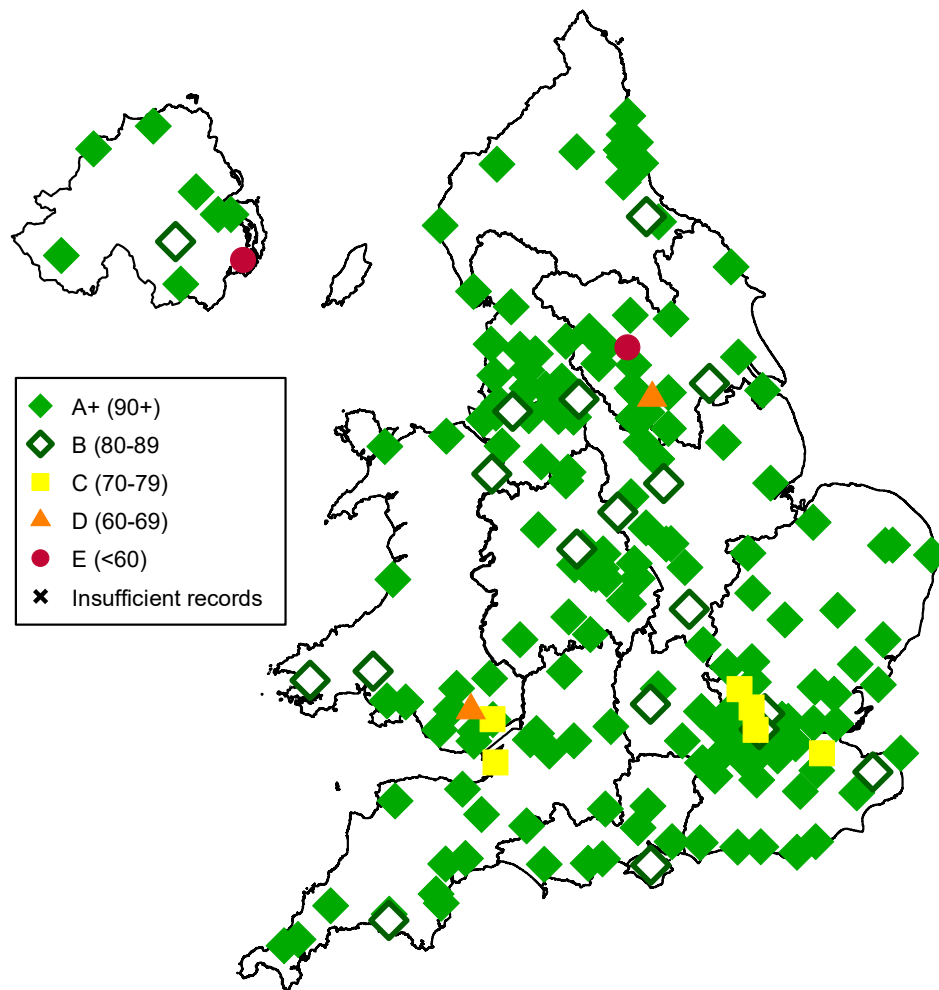 A+ (90+)
B (80-89
C (70-79)
D (60-69)
E (<60)
Insufficient records